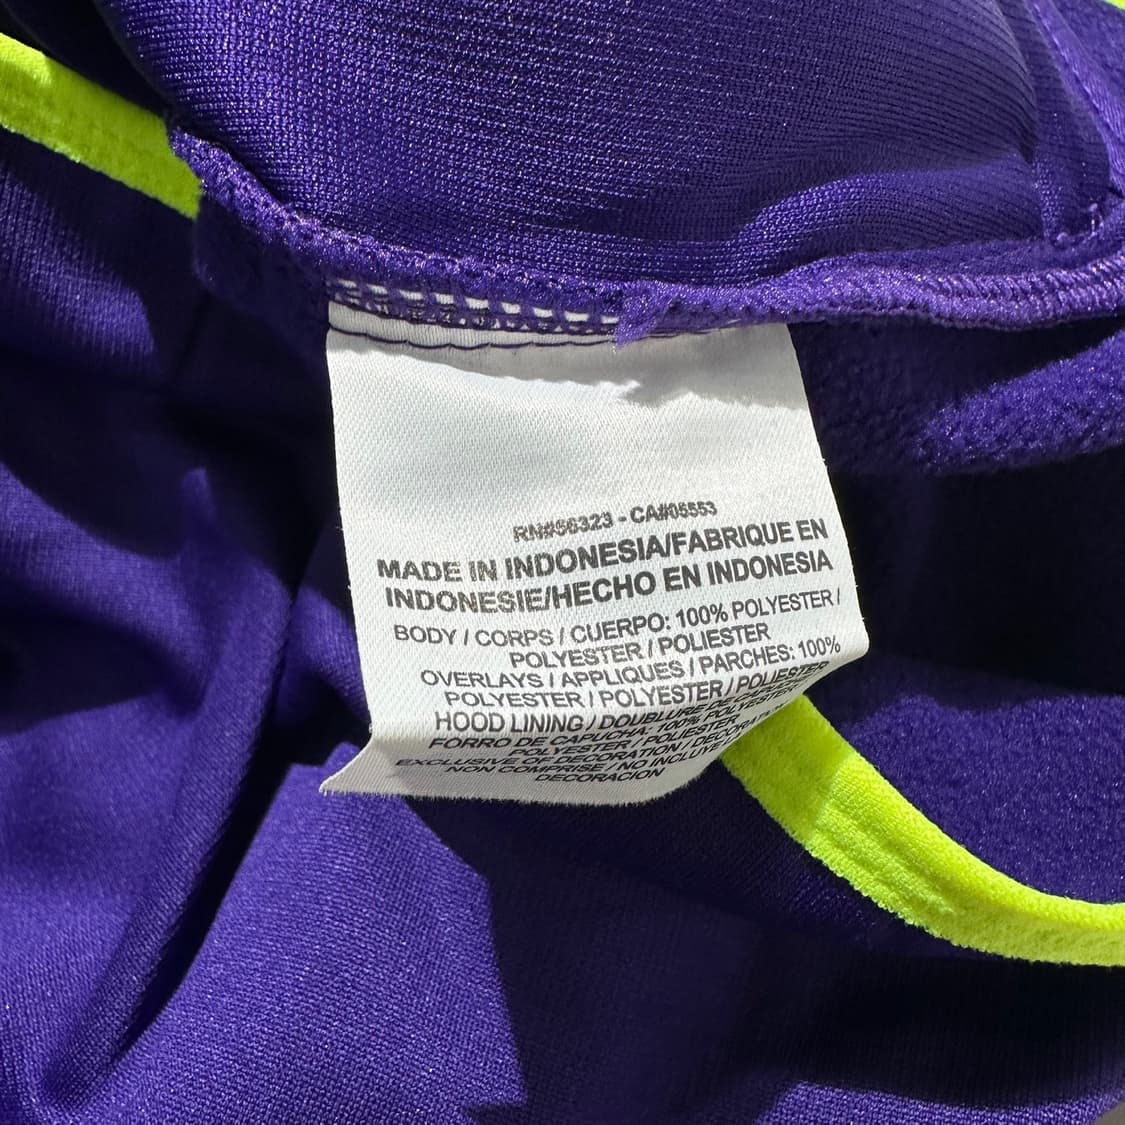 RN#56323 - CA#05553
MADE IN INDONESIA/FABRIQUE EN
INDONESIE/HECHO EN INDONESIA
BODY / CORPS / CUERPO: 100% POLYESTER /
POLYESTER / POLIESTER
OVERLAYS / APPLIQUES / PARCHES: 100%
POLYESTER / POLYESTER / POLIESTER
HOOD LINING / DOUBLURE DE CAPUCHE /
FORRO DE CAPUCHA: 100% POLYESTER /
POLYESTER / POLIESTER
EXCLUSIVE OF DECORATION / DECORATION
NON COMPRISE / NO INCLUYE
DECORACION